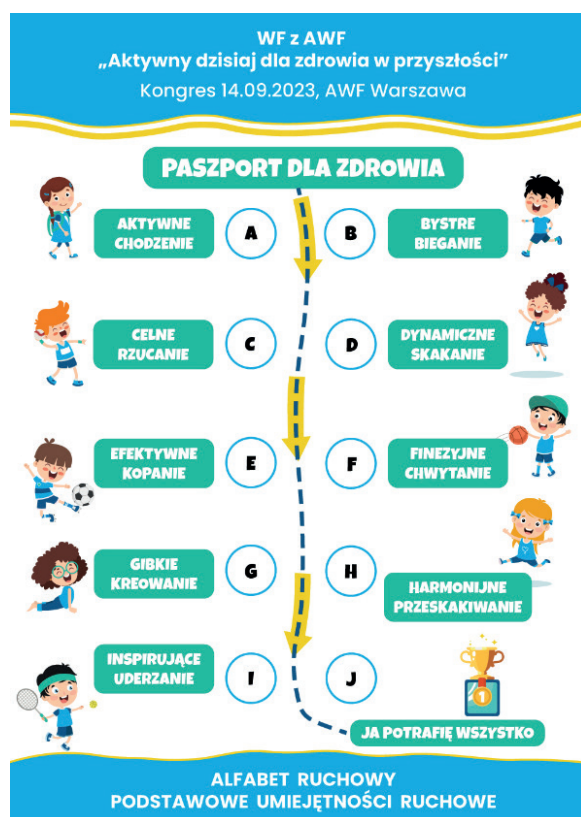 WF z AWF
„Aktywny dzisiaj dla zdrowia w przyszłości”
Kongres 14.09.2023, AWF Warszawa
PASZPORT DLA ZDROWIA
AKTYWNE
CHODZENIE
A
B
BYSTRE
BIEGANIE
CELNE
RZUCANIE
C
D
DYNAMICZNE
SKAKANIE
EFEKTYWNE
KOPANIE
E
F
FINEZYJNE
CHWYTANIE
GIBKIE
KREOWANIE
G
H
HARMONIJNE
PRZESKAKIWANIE
INSPIRUJĄCE
UDERZANIE
I
J
1
JA POTRAFIĘ WSZYSTKO
ALFABET RUCHOWY
PODSTAWOWE UMIEJĘTNOŚCI RUCHOWE